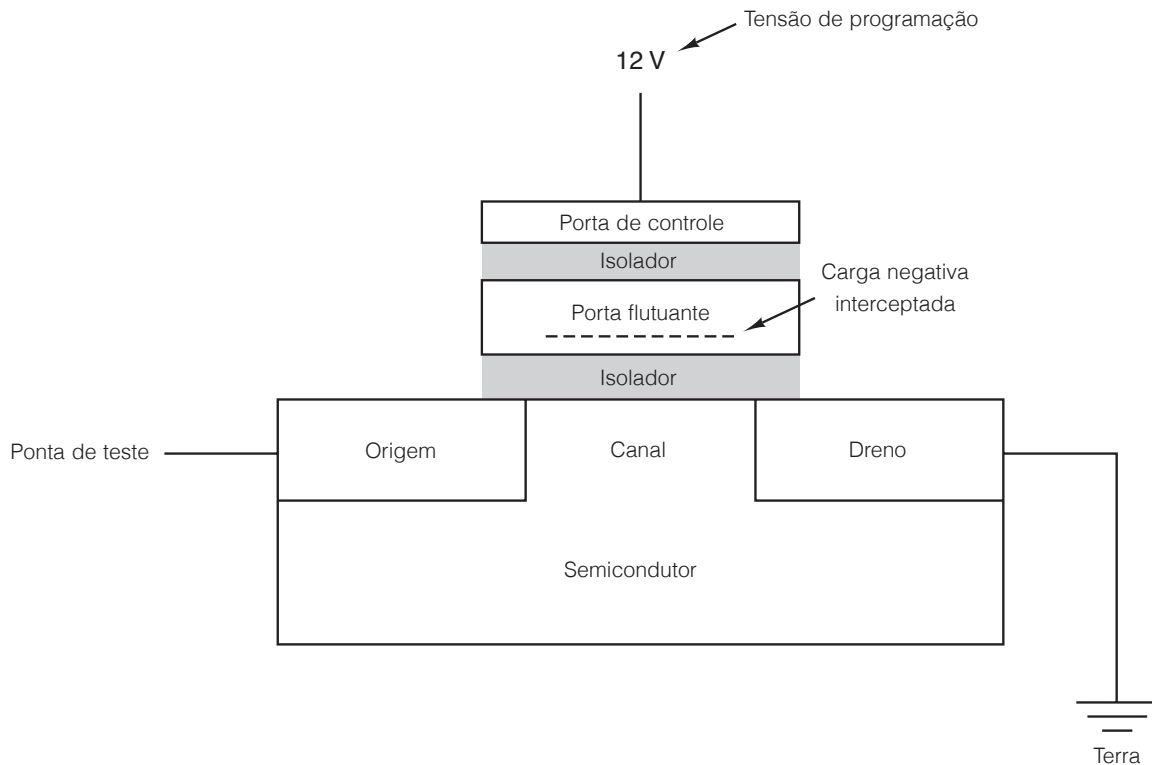 Tensão de programação
12 V
Porta de controle
Isolador
Carga negativa
interceptada
Porta flutuante
Isolador
Ponta de teste
Origem
Canal
Dreno
Semicondutor
Terra